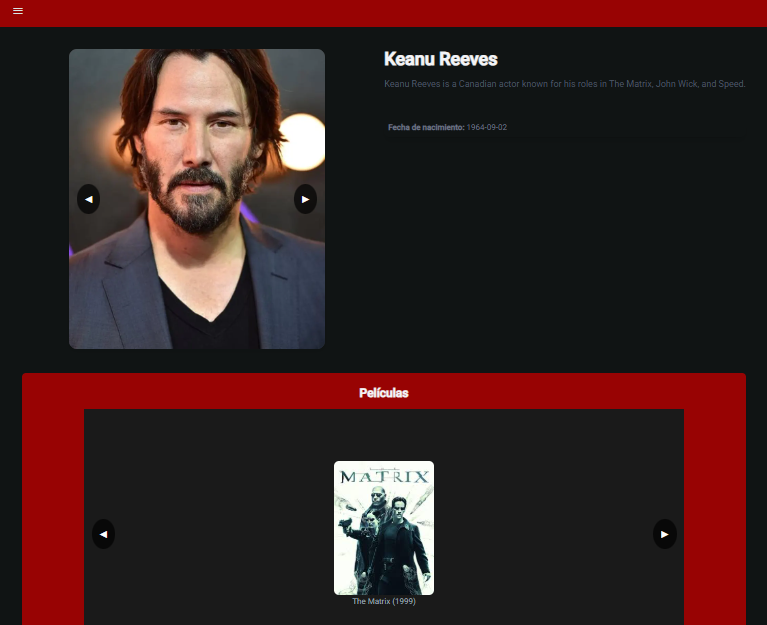 Keanu Reeves
Keanu Reeves is a Canadian actor known for his roles in The Matrix, John Wick, and Speed.
Fecha de nacimiento: 1964-09-02
Películas
MATRIX
The Matrix (1999)